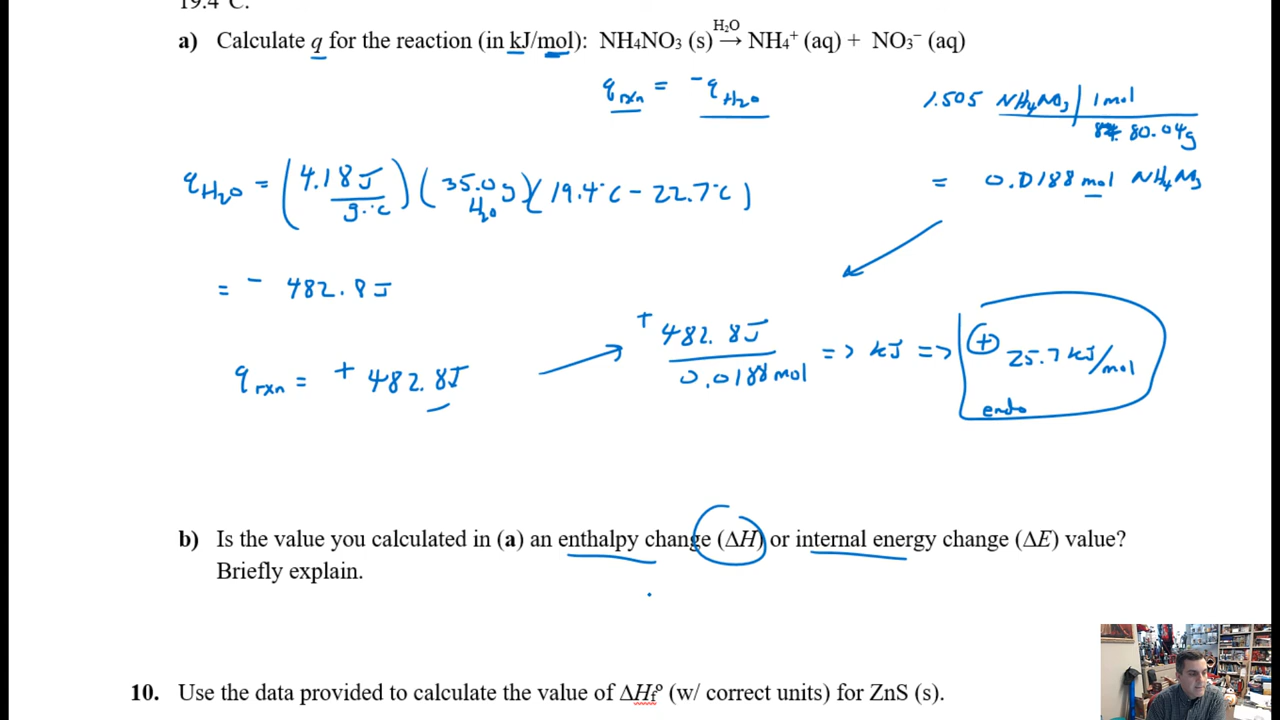 19.4°C.
a) Calculate q for the reaction (in kJ/mol): NH₄NO₃ (s) H₂O → NH₄⁺ (aq) + NO₃⁻ (aq)
q rxn = -q H₂O
1.505 NH₄NO₃ | 1 mol
80.04g
= 0.0188 mol NH₄NO₃
q H₂O = (4.18 J / g·°C) (35.0g H₂O) (19.4°C - 22.7°C)
= - 482.8 J
q rxn = + 482.8 J
+ 482.8 J / 0.0188 mol => kJ => + 25.7 kJ/mol
endo
b) Is the value you calculated in (a) an enthalpy change (ΔH) or internal energy change (ΔE) value?
Briefly explain.
10. Use the data provided to calculate the value of ΔHf° (w/ correct units) for ZnS (s).